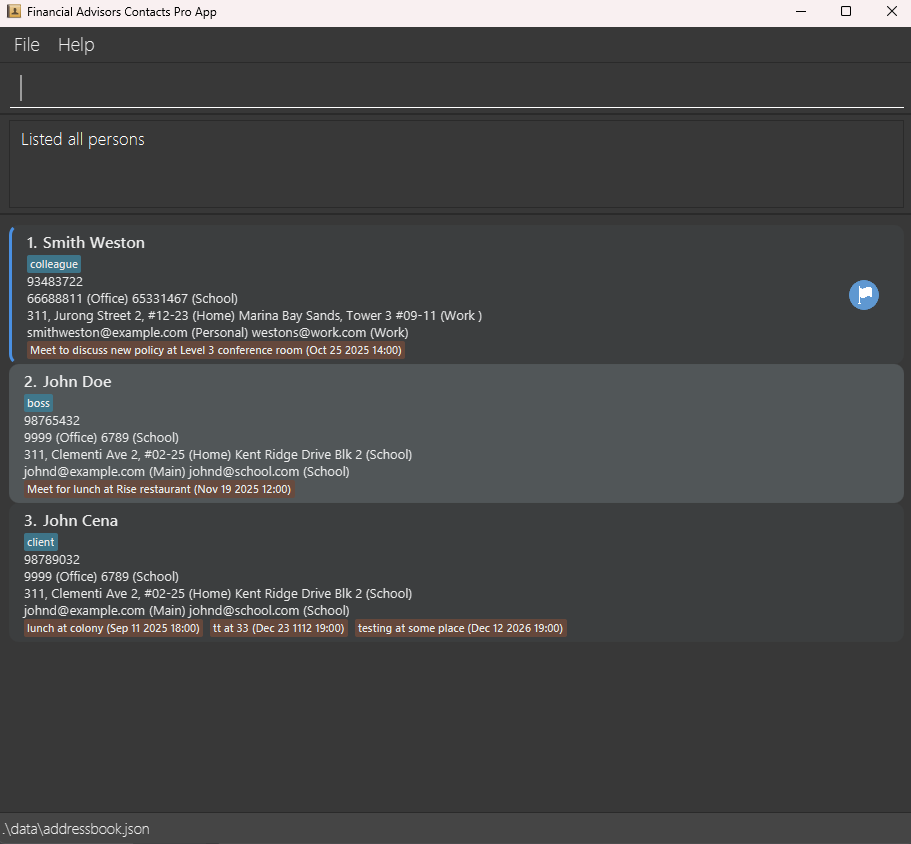 Financial Advisors Contacts Pro App
File Help
Listed all persons
1. Smith Weston
colleague
93483722
66688811 (Office) 65331467 (School)
311, Jurong Street 2, #12-23 (Home) Marina Bay Sands, Tower 3 #09-11 (Work )
smithweston@example.com (Personal) westons@work.com (Work)
Meet to discuss new policy at Level 3 conference room (Oct 25 2025 14:00)
2. John Doe
boss
98765432
9999 (Office) 6789 (School)
311, Clementi Ave 2, #02-25 (Home) Kent Ridge Drive Blk 2 (School)
johnd@example.com (Main) johnd@school.com (School)
Meet for lunch at Rise restaurant (Nov 19 2025 12:00)
3. John Cena
client
98789032
9999 (Office) 6789 (School)
311, Clementi Ave 2, #02-25 (Home) Kent Ridge Drive Blk 2 (School)
johnd@example.com (Main) johnd@school.com (School)
lunch at colony (Sep 11 2025 18:00) tt at 33 (Dec 23 1112 19:00) testing at some place (Dec 12 2026 19:00)
.\data\addressbook.json